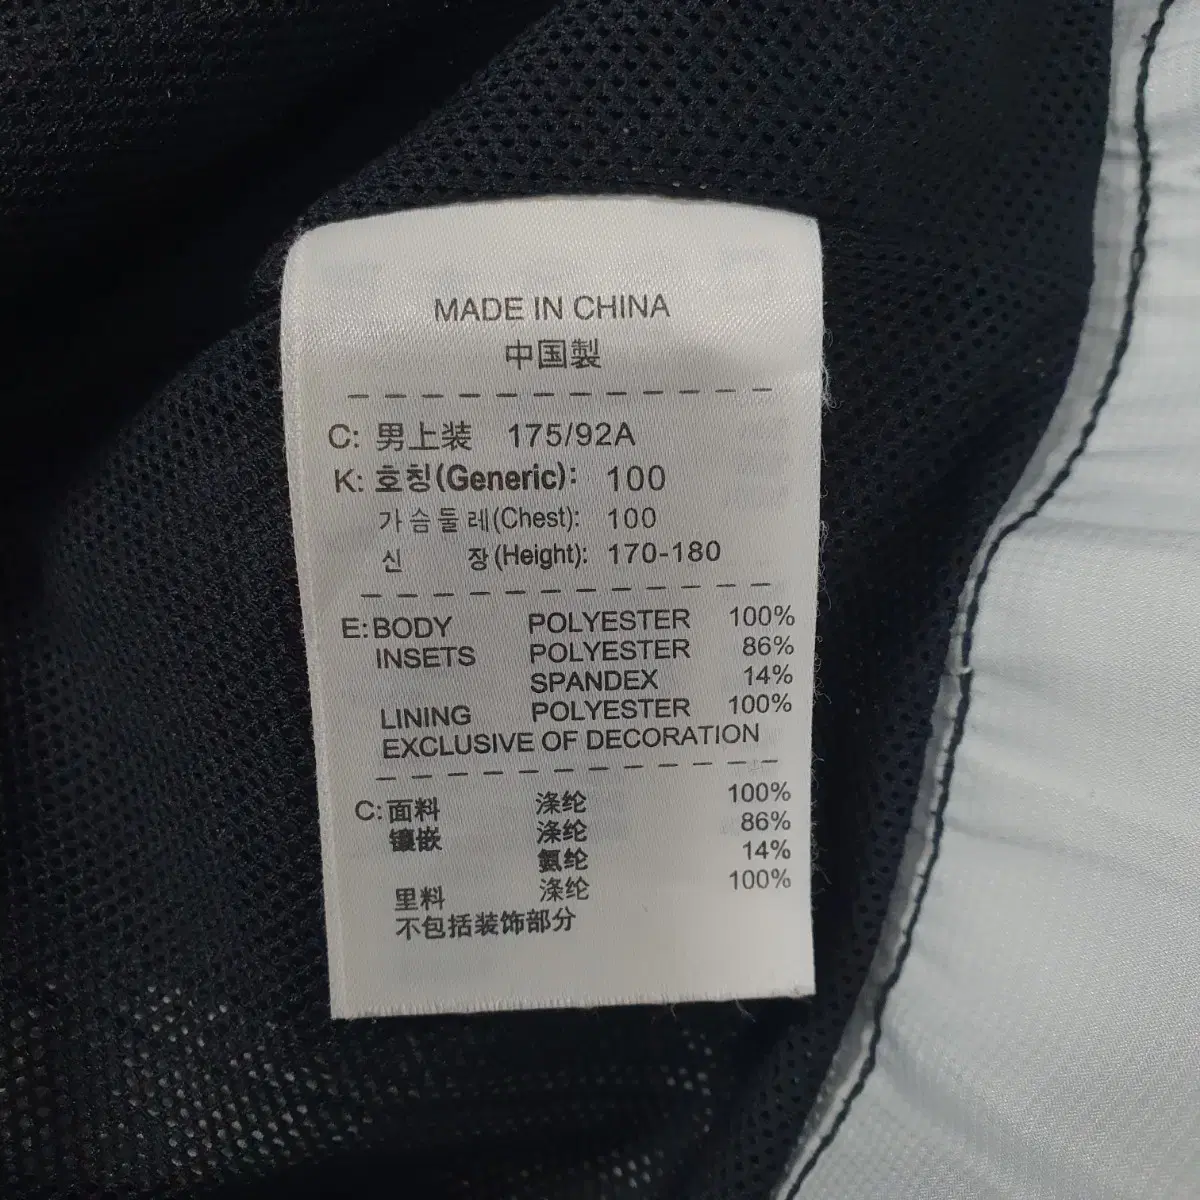 MADE IN CHINA
中国製
C: 男上装 175/92A
K: 호칭(Generic): 100
가슴둘레(Chest): 100
신 장(Height): 170-180
E: BODY POLYESTER 100%
INSETS POLYESTER 86%
SPANDEX 14%
LINING POLYESTER 100%
EXCLUSIVE OF DECORATION
C: 面料 涤纶 100%
镶嵌 涤纶 86%
氨纶 14%
里料 涤纶 100%
不包括装饰部分